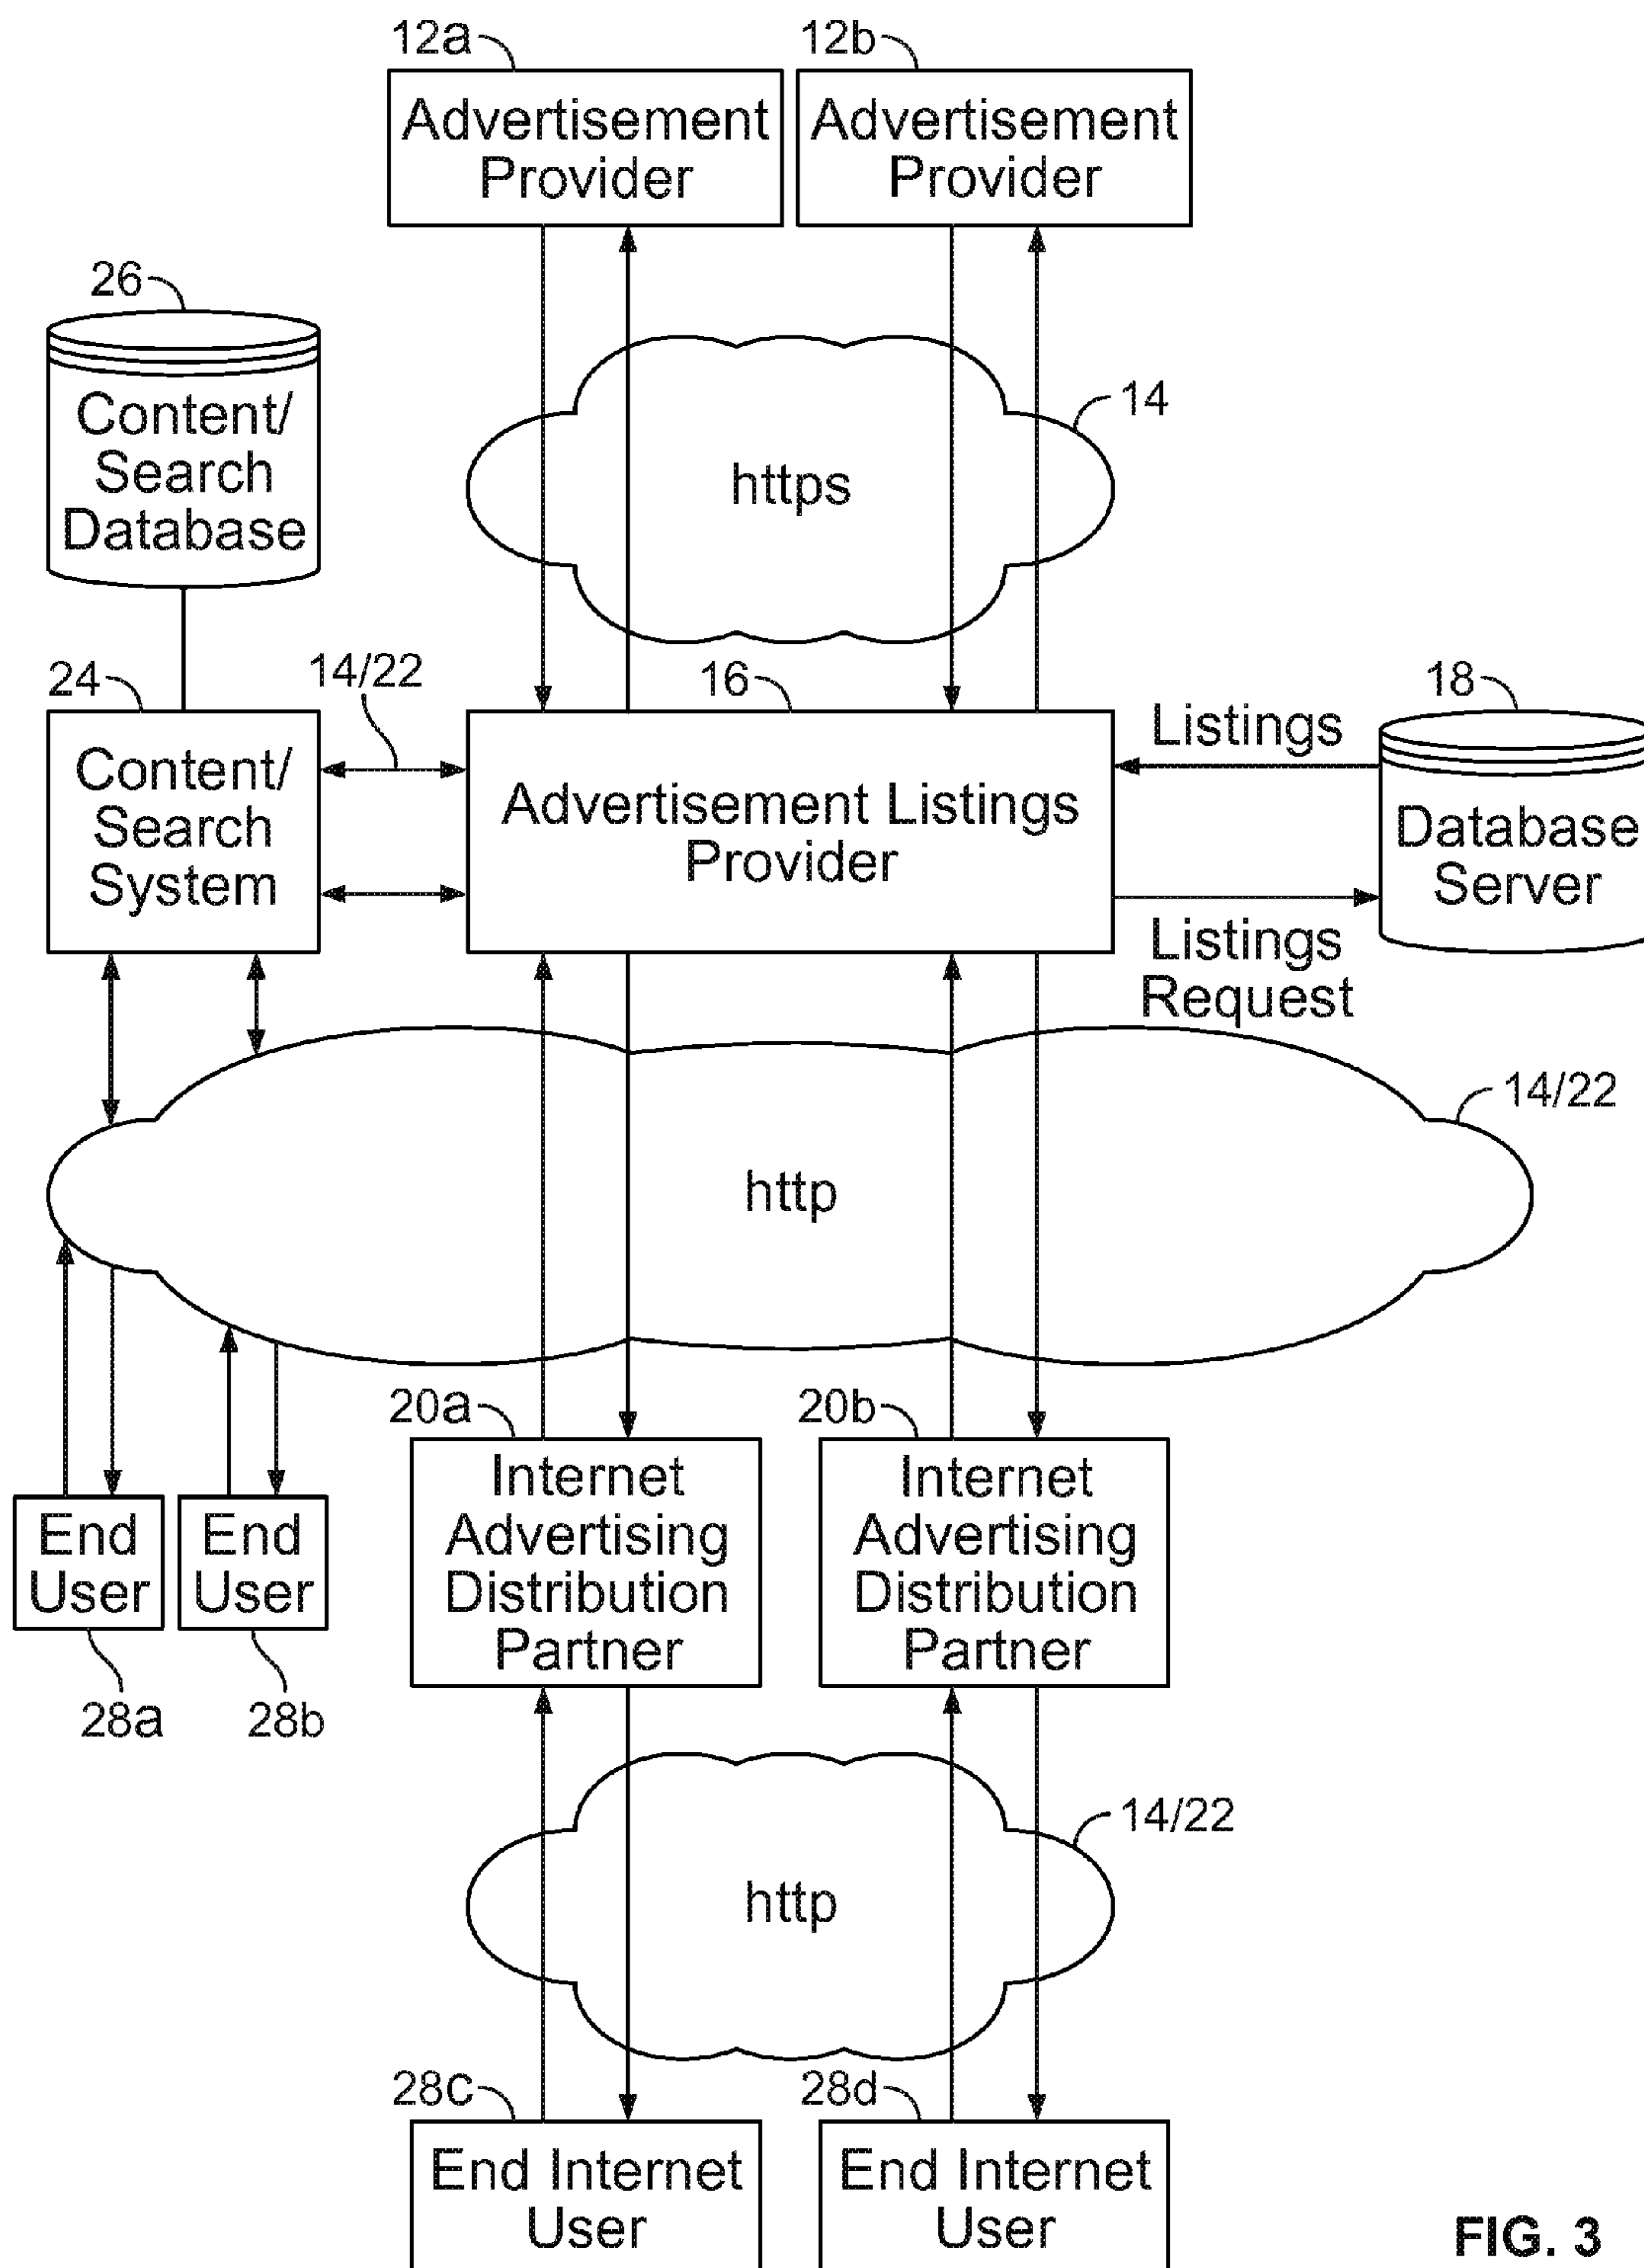 12a
12b
Advertisement
Provider
Advertisement
Provider
26
Content/
Search
Database
14
https
24
14/22
16
18
Content/
Search
System
Advertisement Listings
Provider
Listings
Database
Server
Listings
Request
14/22
http
20a
20b
Internet
Advertising
Distribution
Partner
Internet
Advertising
Distribution
Partner
End
User
End
User
28a
28b
14/22
http
28c
28d
End Internet
User
End Internet
User
FIG. 3